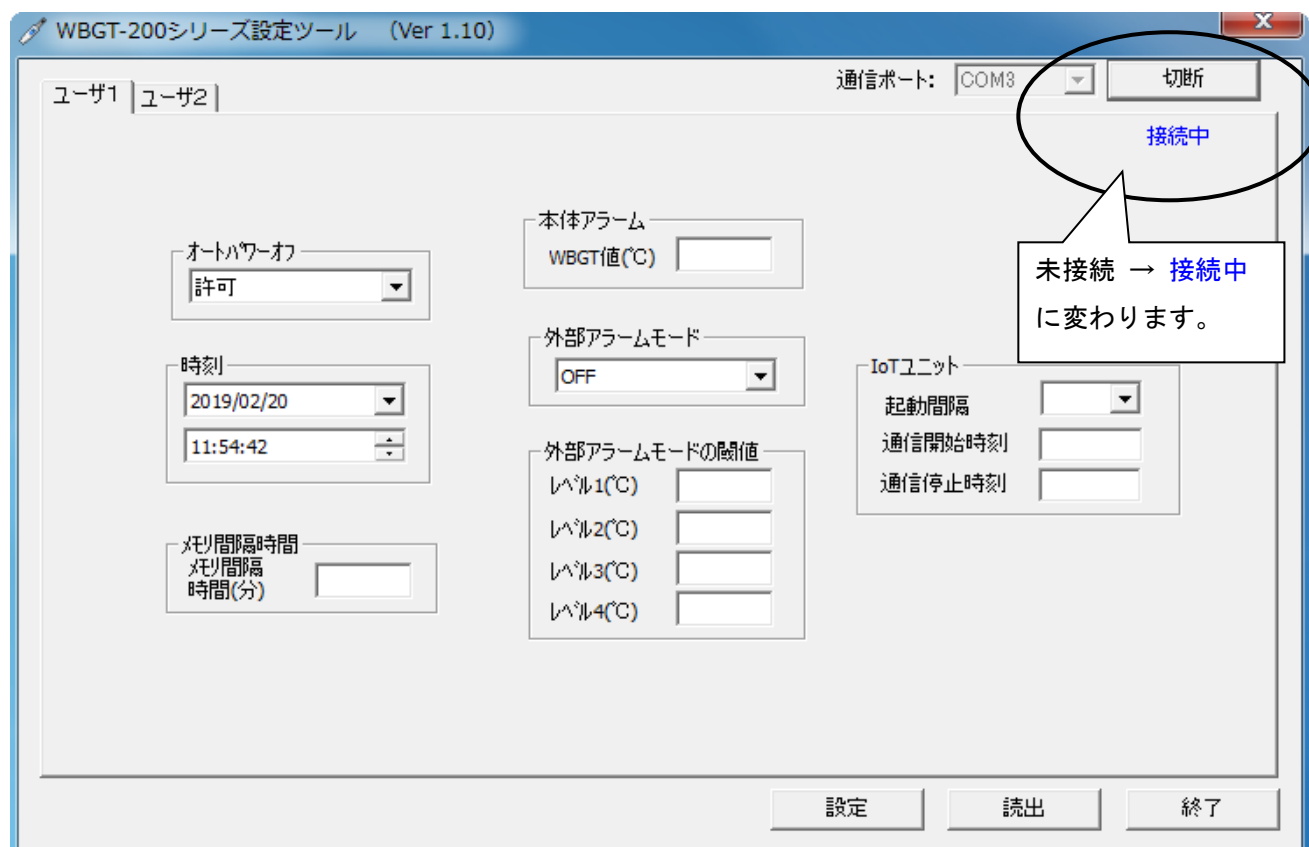 WBGT-200シリーズ設定ツール （Ver 1.10）
X
ユーザ1
ユーザ2
通信ポート:
COM3
切断
接続中
未接続 → 接続中
に変わります。
オートパワーオフ
許可
時刻
2019/02/20
11:54:42
メモリ間隔時間
メモリ間隔
時間(分)
本体アラーム
WBGT値(℃)
外部アラームモード
OFF
外部アラームモードの閾値
レベル1(℃)
レベル2(℃)
レベル3(℃)
レベル4(℃)
IoTユニット
起動間隔
通信開始時刻
通信停止時刻
設定
読出
終了